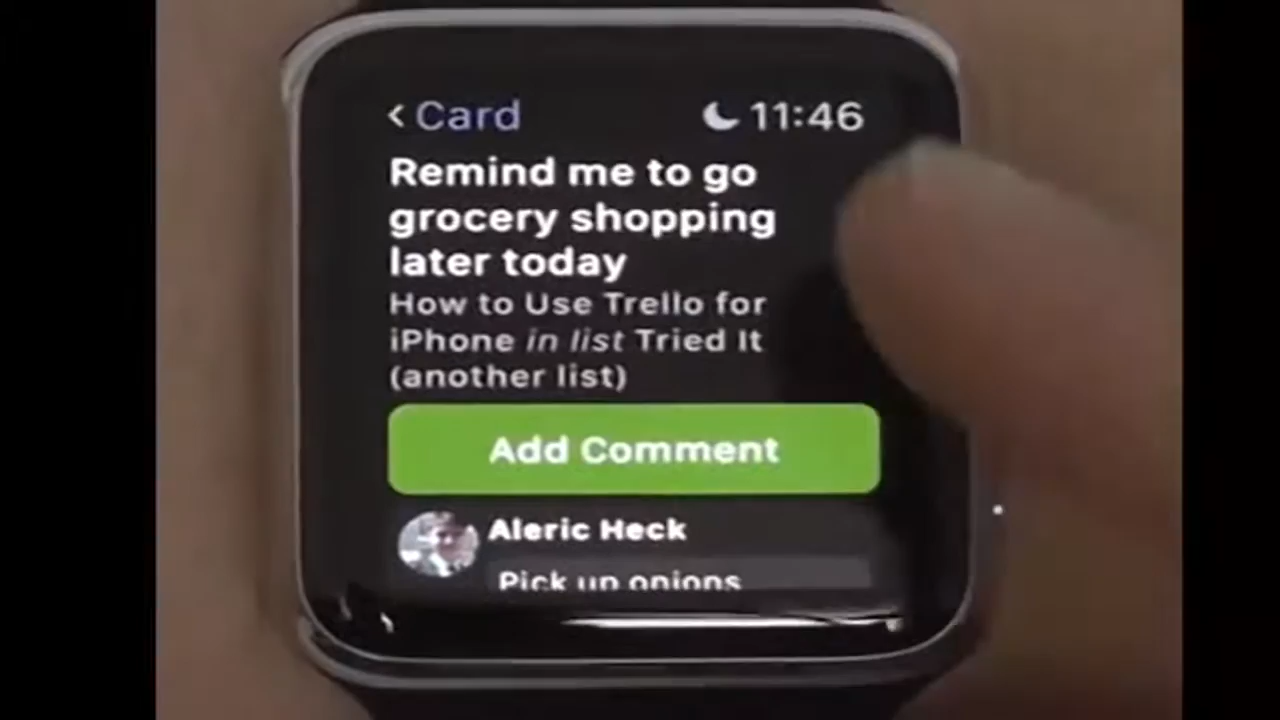 < Card 11:46
Remind me to go
grocery shopping
later today
How to Use Trello for
iPhone in list Tried It
(another list)
Add Comment
Aleric Heck
Pick up onions